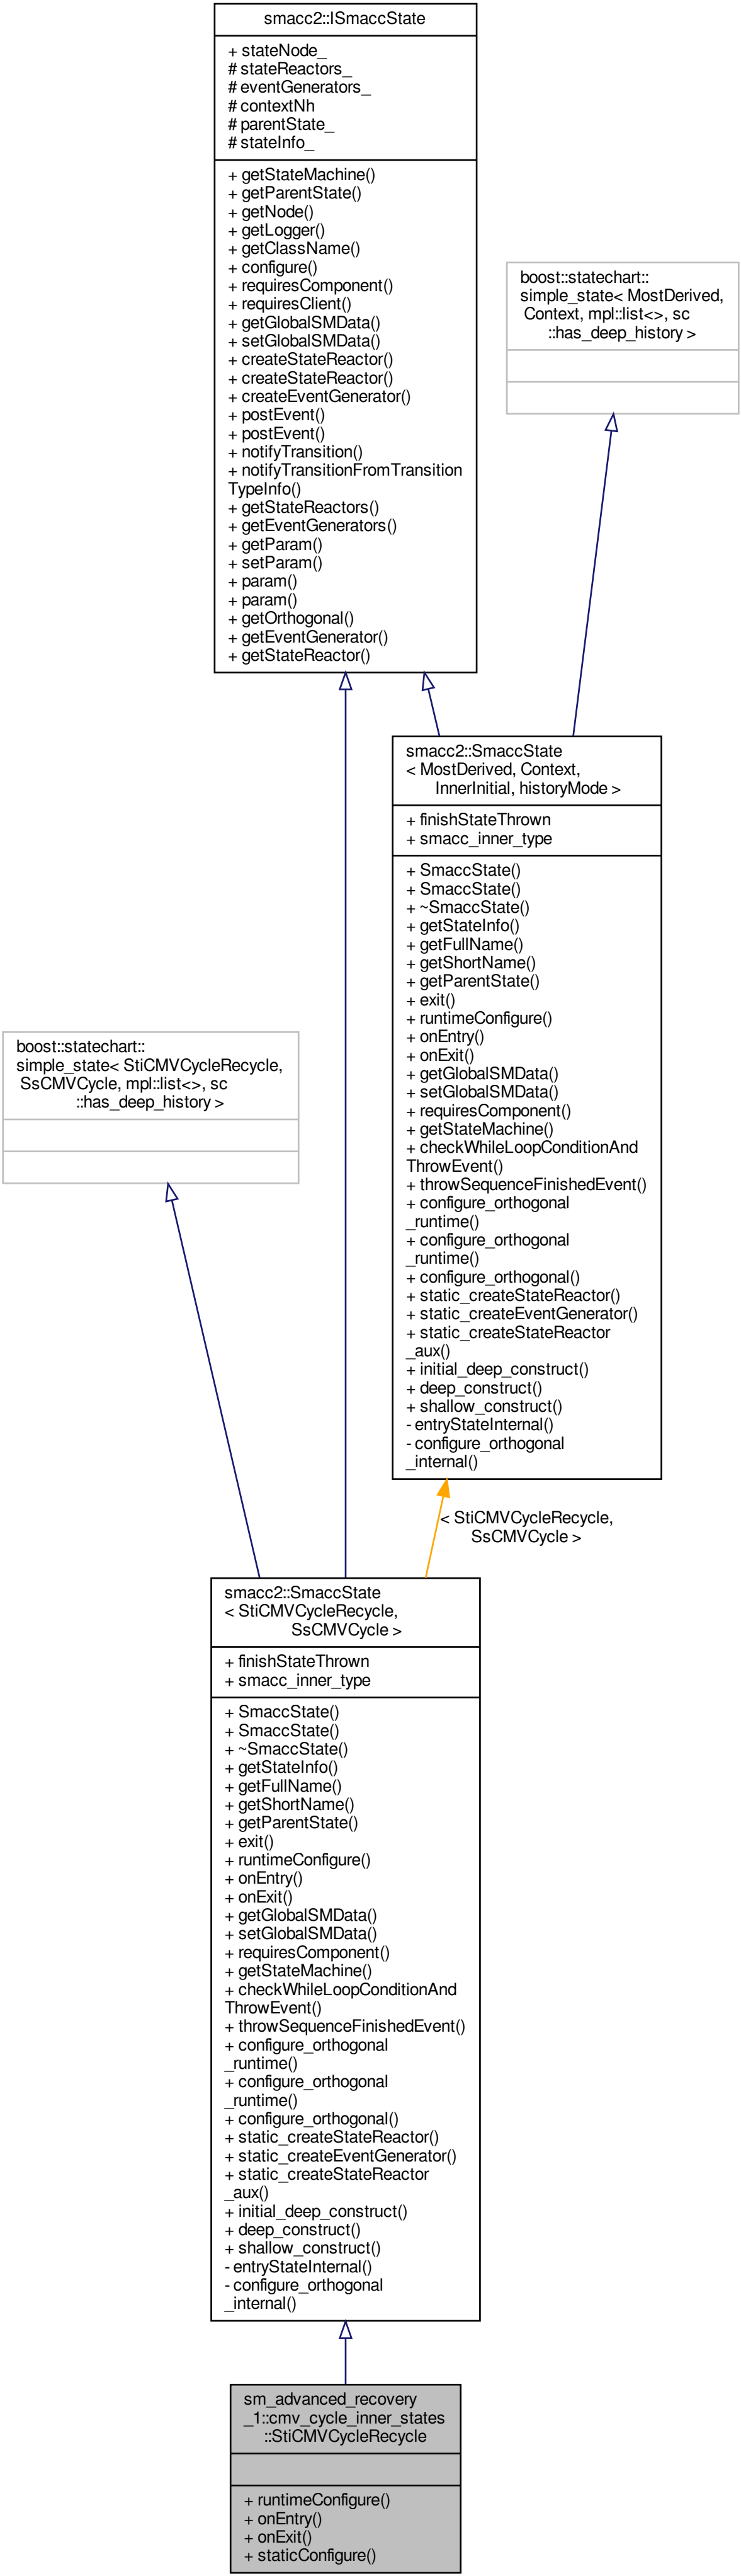 smacc2::ISmaccState
+ stateNode_
# stateReactors_
# eventGenerators_
# contextNh
# parentState_
# stateInfo_
+ getStateMachine()
+ getParentState()
+ getNode()
+ getLogger()
+ getClassName()
+ configure()
+ requiresComponent()
+ requiresClient()
+ getGlobalSMData()
+ setGlobalSMData()
+ createStateReactor()
+ createStateReactor()
+ createEventGenerator()
+ postEvent()
+ postEvent()
+ notifyTransition()
+ notifyTransitionFromTransition
TypeInfo()
+ getStateReactors()
+ getEventGenerators()
+ getParam()
+ setParam()
+ param()
+ param()
+ getOrthogonal()
+ getEventGenerator()
+ getStateReactor()
boost::statechart::
simple_state< MostDerived,
Context, mpl::list<>, sc
::has_deep_history >
smacc2::SmaccState
< MostDerived, Context,
InnerInitial, historyMode >
+ finishStateThrown
+ smacc_inner_type
+ SmaccState()
+ SmaccState()
+ ~SmaccState()
+ getStateInfo()
+ getFullName()
+ getShortName()
+ getParentState()
+ exit()
+ runtimeConfigure()
+ onEntry()
+ onExit()
+ getGlobalSMData()
+ setGlobalSMData()
+ requiresComponent()
+ getStateMachine()
+ checkWhileLoopConditionAnd
ThrowEvent()
+ throwSequenceFinishedEvent()
+ configure_orthogonal
_runtime()
+ configure_orthogonal
_runtime()
+ configure_orthogonal()
+ static_createStateReactor()
+ static_createEventGenerator()
+ static_createStateReactor
_aux()
+ initial_deep_construct()
+ deep_construct()
+ shallow_construct()
- entryStateInternal()
- configure_orthogonal
_internal()
boost::statechart::
simple_state< StiCMVCycleRecycle,
SsCMVCycle, mpl::list<>, sc
::has_deep_history >
< StiCMVCycleRecycle,
SsCMVCycle >
smacc2::SmaccState
< StiCMVCycleRecycle,
SsCMVCycle >
+ finishStateThrown
+ smacc_inner_type
+ SmaccState()
+ SmaccState()
+ ~SmaccState()
+ getStateInfo()
+ getFullName()
+ getShortName()
+ getParentState()
+ exit()
+ runtimeConfigure()
+ onEntry()
+ onExit()
+ getGlobalSMData()
+ setGlobalSMData()
+ requiresComponent()
+ getStateMachine()
+ checkWhileLoopConditionAnd
ThrowEvent()
+ throwSequenceFinishedEvent()
+ configure_orthogonal
_runtime()
+ configure_orthogonal
_runtime()
+ configure_orthogonal()
+ static_createStateReactor()
+ static_createEventGenerator()
+ static_createStateReactor
_aux()
+ initial_deep_construct()
+ deep_construct()
+ shallow_construct()
- entryStateInternal()
- configure_orthogonal
_internal()
sm_advanced_recovery
_1::cmv_cycle_inner_states
::StiCMVCycleRecycle
+ runtimeConfigure()
+ onEntry()
+ onExit()
+ staticConfigure()